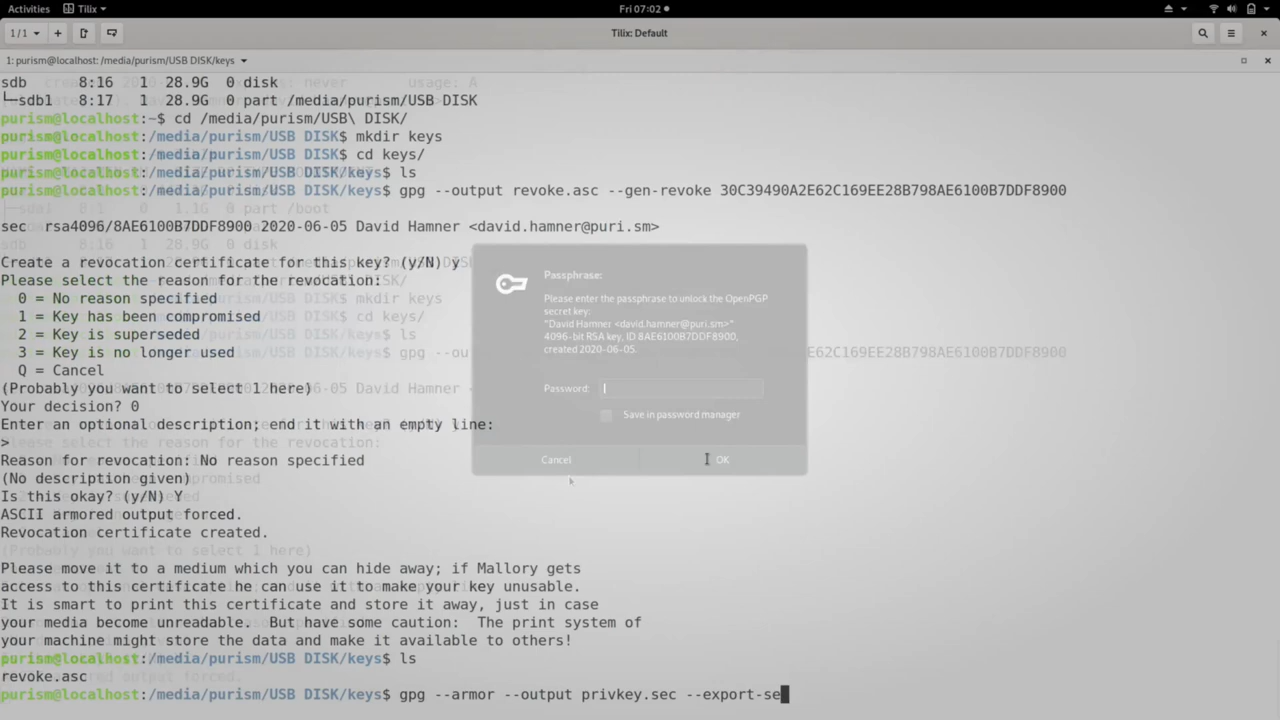 Activities Tilix Fri 07:02
1/1 Tilix: Default
1: purism@localhost: /media/purism/USB DISK/keys
sdb 8:16 1 28.9G 0 disk
└─sdb1 8:17 1 28.9G 0 part /media/purism/USB DISK
purism@localhost:~$ cd /media/purism/USB\ DISK/
purism@localhost:/media/purism/USB DISK$ mkdir keys
purism@localhost:/media/purism/USB DISK$ cd keys/
purism@localhost:/media/purism/USB DISK/keys$ ls
purism@localhost:/media/purism/USB DISK/keys$ gpg --output revoke.asc --gen-revoke 30C39490A2E62C169EE28B798AE6100B7DDF8900
sec rsa4096/8AE6100B7DDF8900 2020-06-05 David Hamner <david.hamner@puri.sm>
Create a revocation certificate for this key? (y/N) y
Please select the reason for the revocation:
0 = No reason specified
1 = Key has been compromised
2 = Key is superseded
3 = Key is no longer used
Q = Cancel
(Probably you want to select 1 here)
Your decision? 0
Enter an optional description; end it with an empty line:
>
Reason for revocation: No reason specified
(No description given)
Is this okay? (y/N) Y
ASCII armored output forced.
Revocation certificate created.
Please move it to a medium which you can hide away; if Mallory gets
access to this certificate he can use it to make your key unusable.
It is smart to print this certificate and store it away, just in case
your media become unreadable. But have some caution: The print system of
your machine might store the data and make it available to others!
purism@localhost:/media/purism/USB DISK/keys$ ls
revoke.asc
purism@localhost:/media/purism/USB DISK/keys$ gpg --armor --output privkey.sec --export-se
Passphrase:
Please enter the passphrase to unlock the OpenPGP
secret key:
"David Hamner <david.hamner@puri.sm>"
4096-bit RSA key, ID 8AE6100B7DDF8900,
created 2020-06-05.
Password:
Save in password manager
Cancel OK